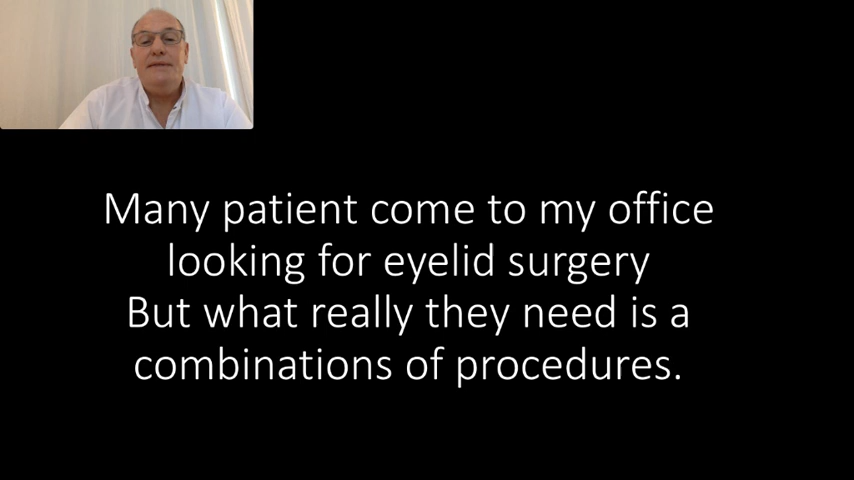 Many patient come to my office
looking for eyelid surgery
But what really they need is a
combinations of procedures.